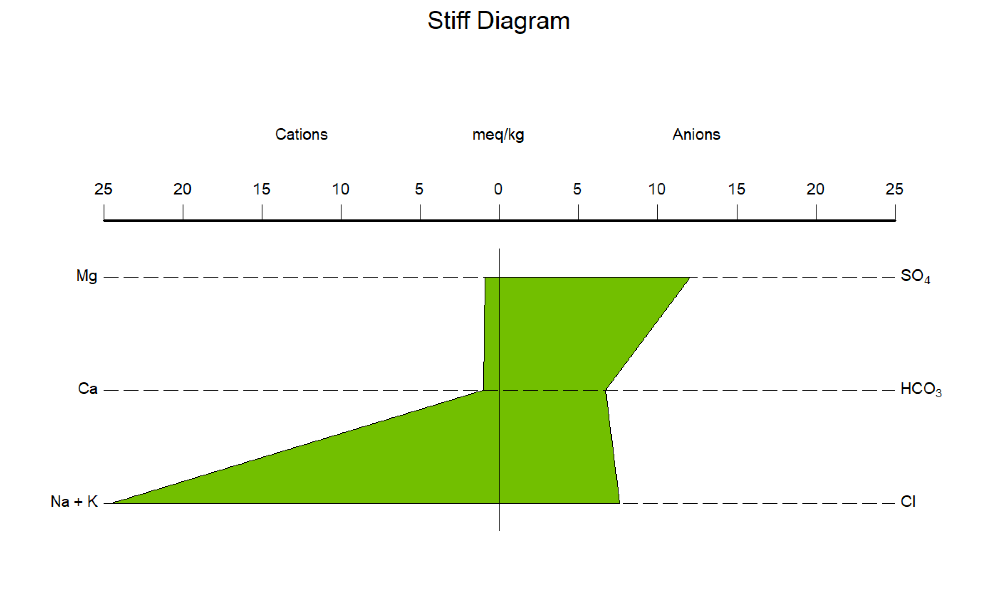 Stiff Diagram
Cations meq/kg Anions
25 20 15 10 5 0 5 10 15 20 25
Mg SO₄
Ca HCO₃
Na + K Cl